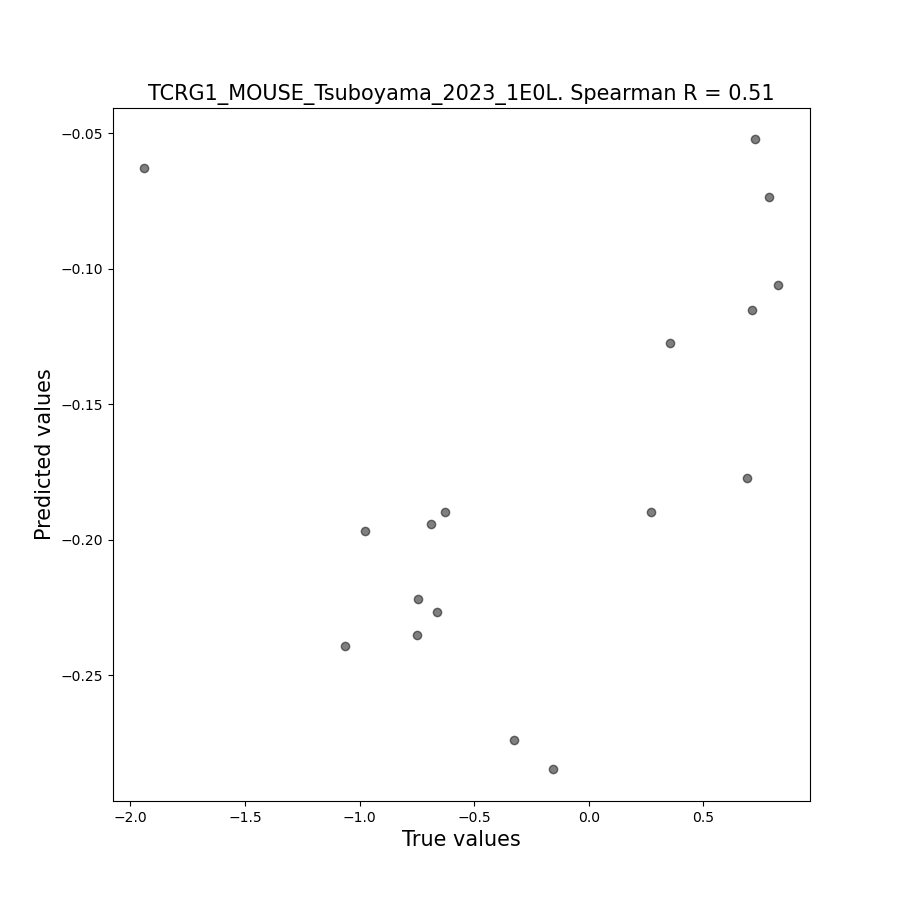 TCRG1_MOUSE_Tsuboyama_2023_1E0L. Spearman R = 0.51
−0.05
−0.10
−0.15
−0.20
−0.25
Predicted values
−2.0 −1.5 −1.0 −0.5 0.0 0.5
True values